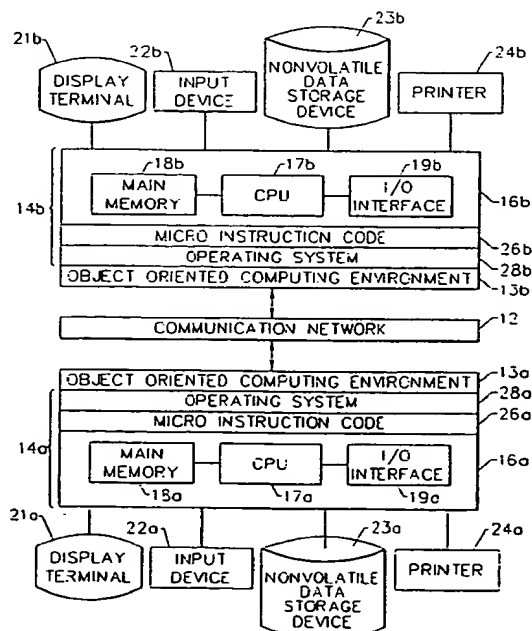 21b
22b
23b
24b
DISPLAY
TERMINAL
INPUT
DEVICE
NONVOLATILE
DATA
STORAGE
DEVICE
PRINTER
14b
18b
17b
19b
MAIN
MEMORY
CPU
I/O
INTERFACE
16b
MICRO INSTRUCTION CODE
26b
OPERATING SYSTEM
28b
OBJECT ORIENTED COMPUTING ENVIRONMENT
13b
COMMUNICATION NETWORK
12
OBJECT ORIENTED COMPUTING ENVIRONMENT
13a
OPERATING SYSTEM
28a
MICRO INSTRUCTION CODE
26a
14a
MAIN
MEMORY
CPU
I/O
INTERFACE
16a
18a
17a
19a
21a
22a
23a
24a
DISPLAY
TERMINAL
INPUT
DEVICE
NONVOLATILE
DATA
STORAGE
DEVICE
PRINTER